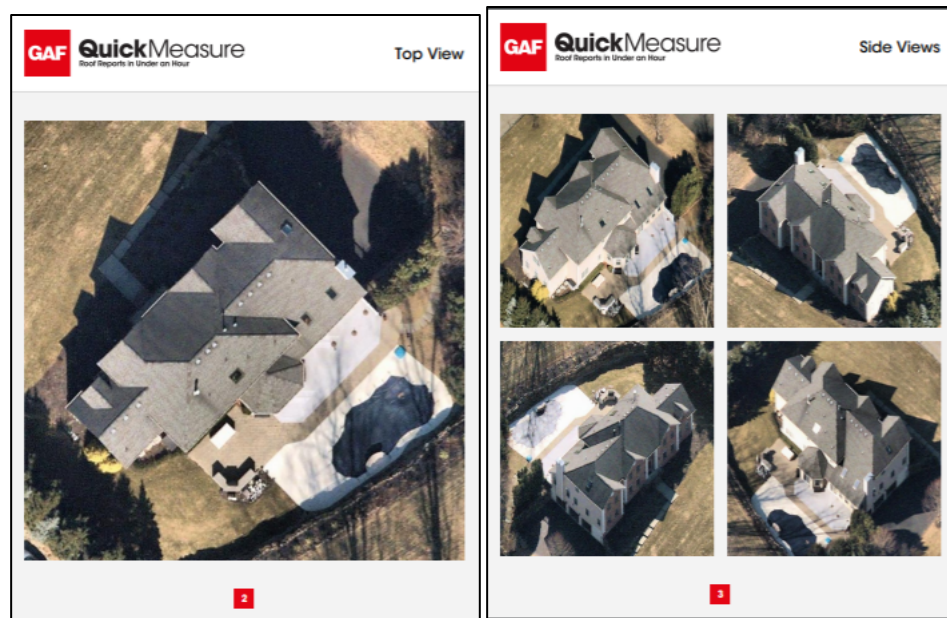 GAF QuickMeasure
Roof Reports in Under an Hour
Top View
2
GAF QuickMeasure
Roof Reports in Under an Hour
Side Views
3